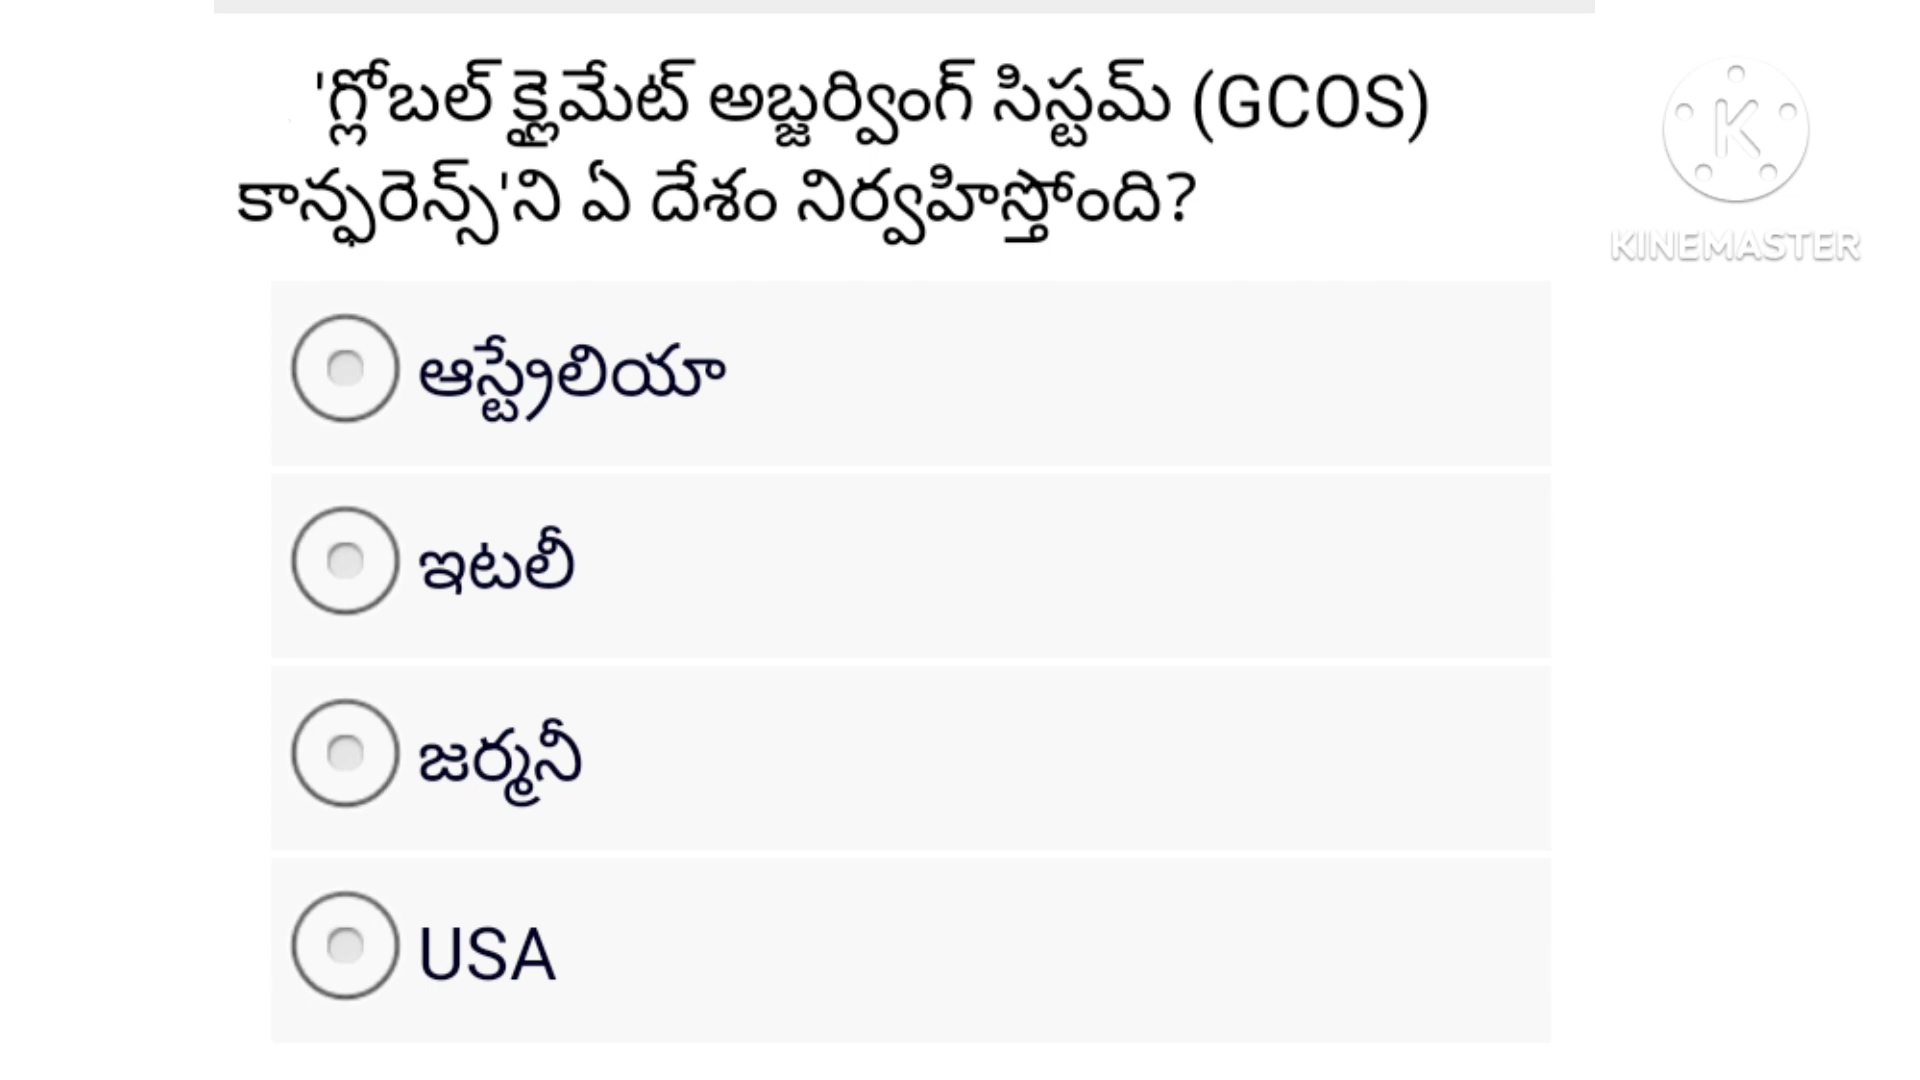 'గ్లోబల్ క్లైమేట్ అబ్జర్వింగ్ సిస్టమ్ (GCOS)
కాన్ఫరెన్స్'ని ఏ దేశం నిర్వహిస్తోంది?
ఆస్ట్రేలియా
ఇటలీ
జర్మనీ
USA
K
KINEMASTER